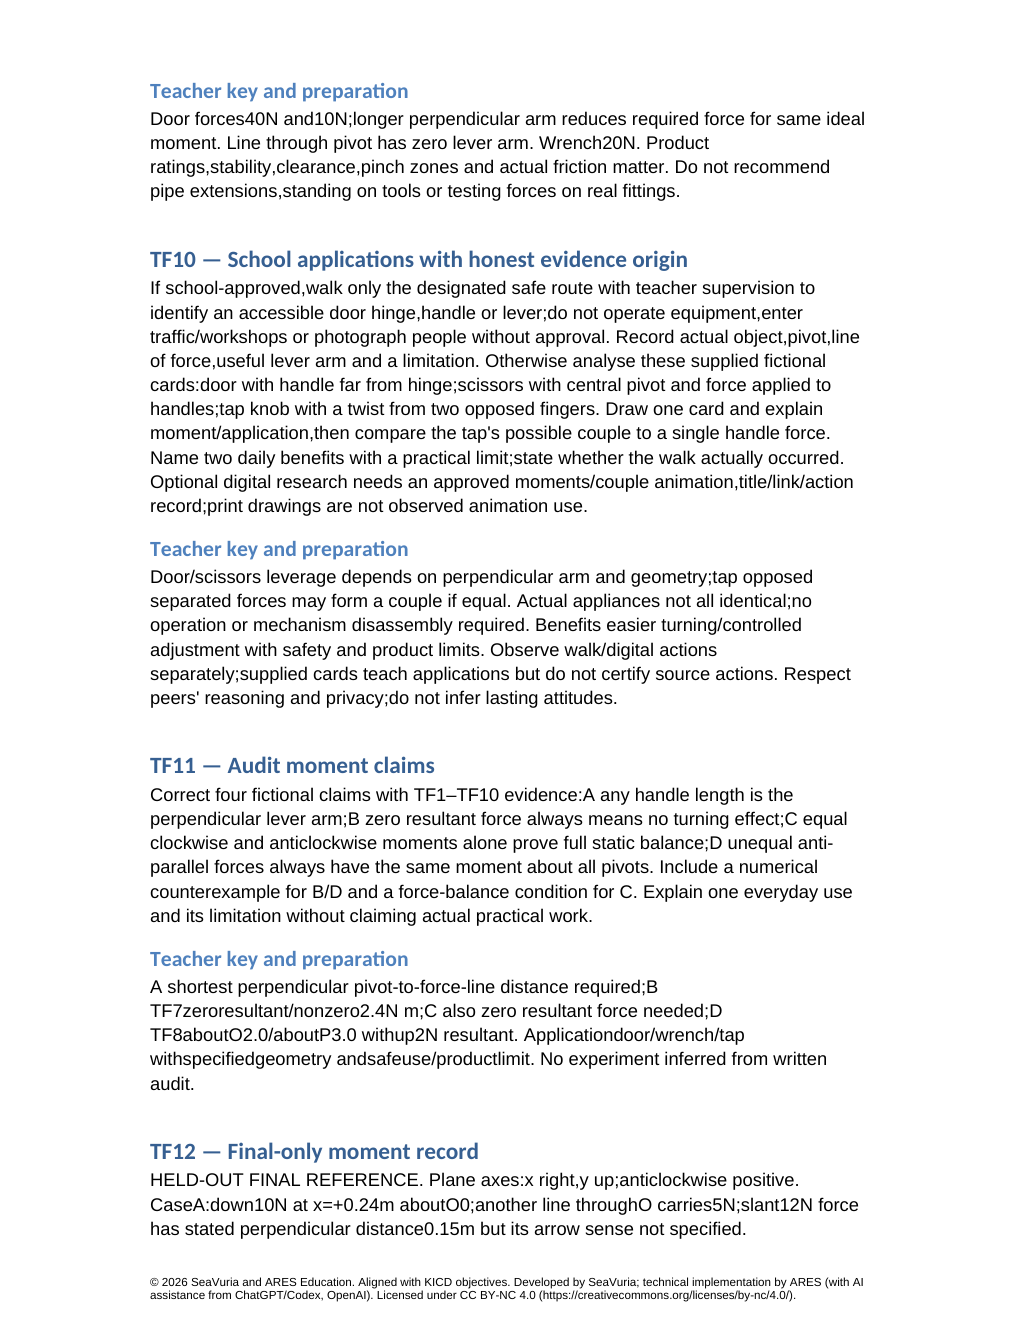 Teacher key and preparation
Door forces40N and10N;longer perpendicular arm reduces required force for same ideal
moment. Line through pivot has zero lever arm. Wrench20N. Product
ratings,stability,clearance,pinch zones and actual friction matter. Do not recommend
pipe extensions,standing on tools or testing forces on real fittings.
TF10 — School applications with honest evidence origin
If school-approved,walk only the designated safe route with teacher supervision to
identify an accessible door hinge,handle or lever;do not operate equipment,enter
traffic/workshops or photograph people without approval. Record actual object,pivot,line
of force,useful lever arm and a limitation. Otherwise analyse these supplied fictional
cards:door with handle far from hinge;scissors with central pivot and force applied to
handles;tap knob with a twist from two opposed fingers. Draw one card and explain
moment/application,then compare the tap's possible couple to a single handle force.
Name two daily benefits with a practical limit;state whether the walk actually occurred.
Optional digital research needs an approved moments/couple animation,title/link/action
record;print drawings are not observed animation use.
Teacher key and preparation
Door/scissors leverage depends on perpendicular arm and geometry;tap opposed
separated forces may form a couple if equal. Actual appliances not all identical;no
operation or mechanism disassembly required. Benefits easier turning/controlled
adjustment with safety and product limits. Observe walk/digital actions
separately;supplied cards teach applications but do not certify source actions. Respect
peers' reasoning and privacy;do not infer lasting attitudes.
TF11 — Audit moment claims
Correct four fictional claims with TF1–TF10 evidence:A any handle length is the
perpendicular lever arm;B zero resultant force always means no turning effect;C equal
clockwise and anticlockwise moments alone prove full static balance;D unequal anti-
parallel forces always have the same moment about all pivots. Include a numerical
counterexample for B/D and a force-balance condition for C. Explain one everyday use
and its limitation without claiming actual practical work.
Teacher key and preparation
A shortest perpendicular pivot-to-force-line distance required;B
TF7zeroresultant/nonzero2.4N m;C also zero resultant force needed;D
TF8aboutO2.0/aboutP3.0 withup2N resultant. Applicationdoor/wrench/tap
withspecifiedgeometry andsafeuse/productlimit. No experiment inferred from written
audit.
TF12 — Final-only moment record
HELD-OUT FINAL REFERENCE. Plane axes:x right,y up;anticlockwise positive.
CaseA:down10N at x=+0.24m aboutO0;another line throughO carries5N;slant12N force
has stated perpendicular distance0.15m but its arrow sense not specified.
© 2026 SeaVuria and ARES Education. Aligned with KICD objectives. Developed by SeaVuria; technical implementation by ARES (with AI
assistance from ChatGPT/Codex, OpenAI). Licensed under CC BY-NC 4.0 (https://creativecommons.org/licenses/by-nc/4.0/).